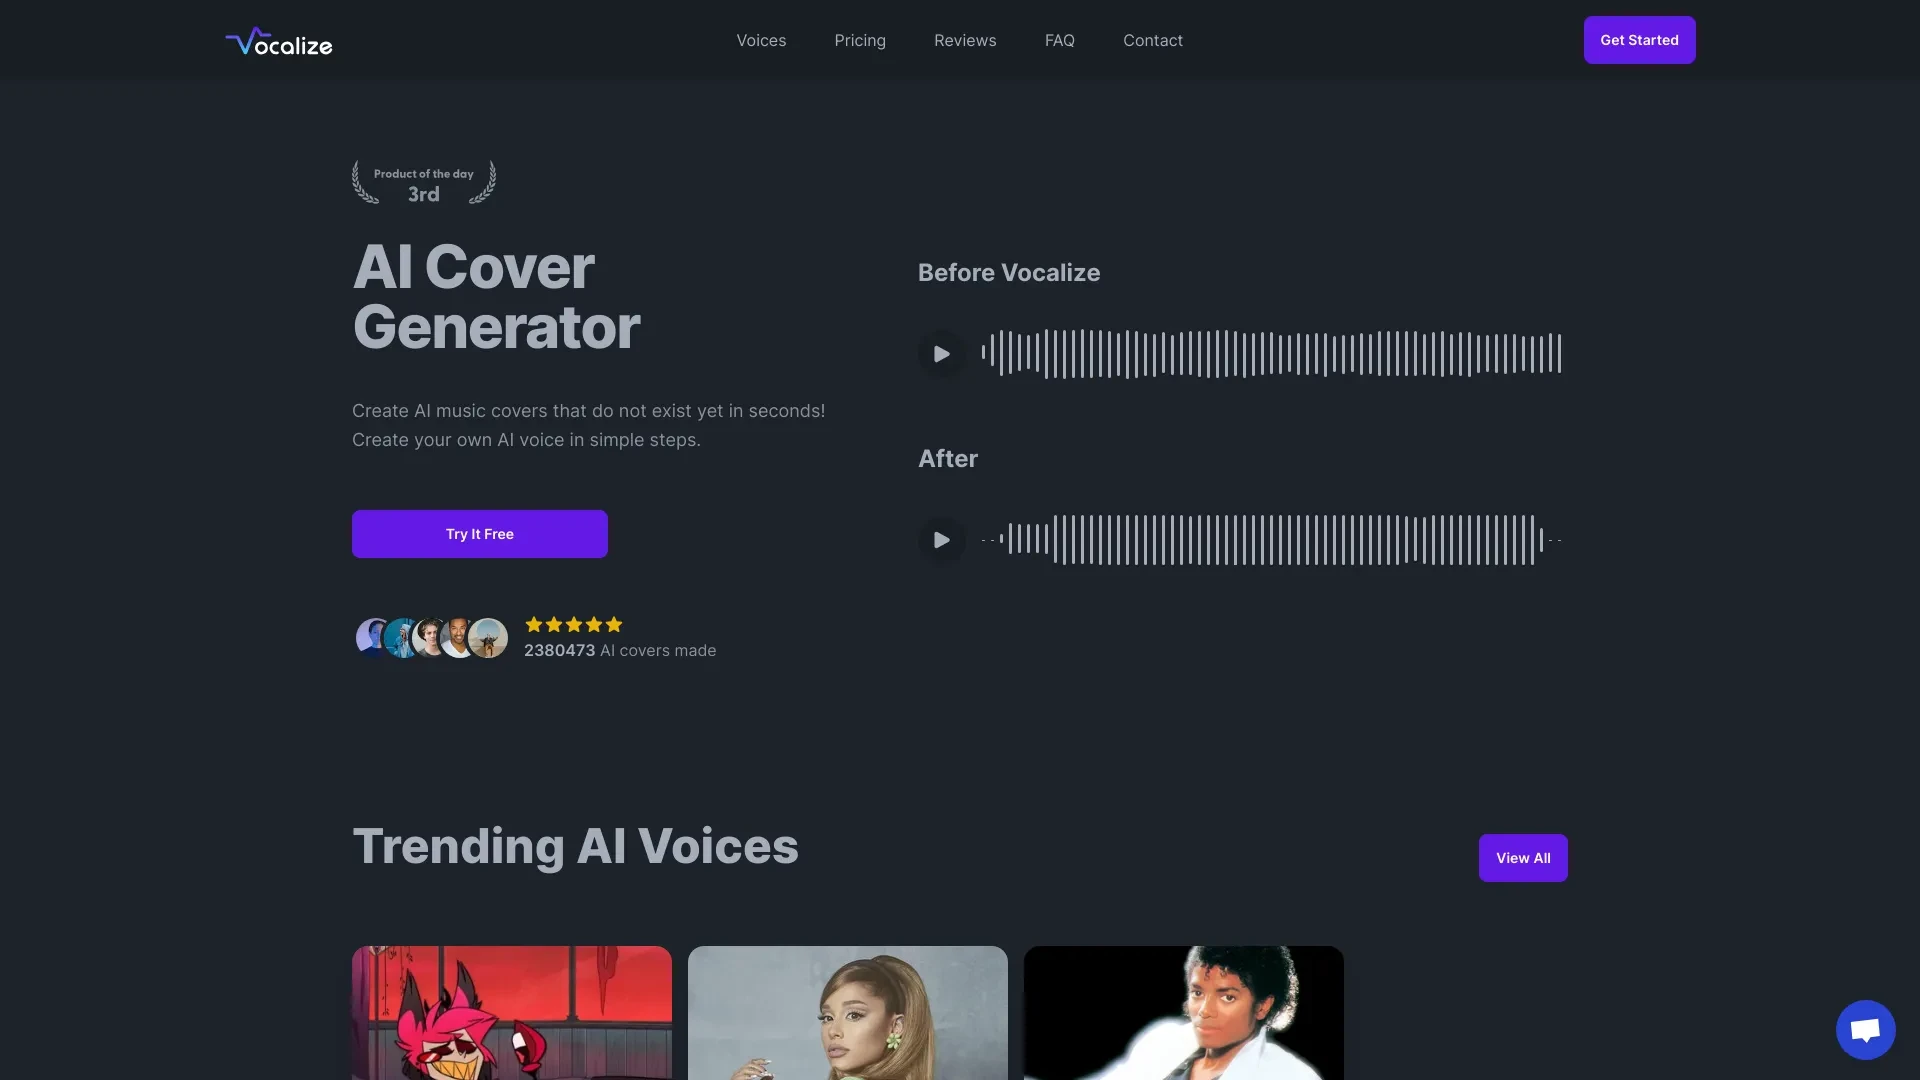 Vocalize
Voices
Pricing
Reviews
FAQ
Contact
Get Started
Product of the day
3rd
AI Cover
Generator
Create AI music covers that do not exist yet in seconds!
Create your own AI voice in simple steps.
Try It Free
2380473 AI covers made
Before Vocalize
After
Trending AI Voices
View All